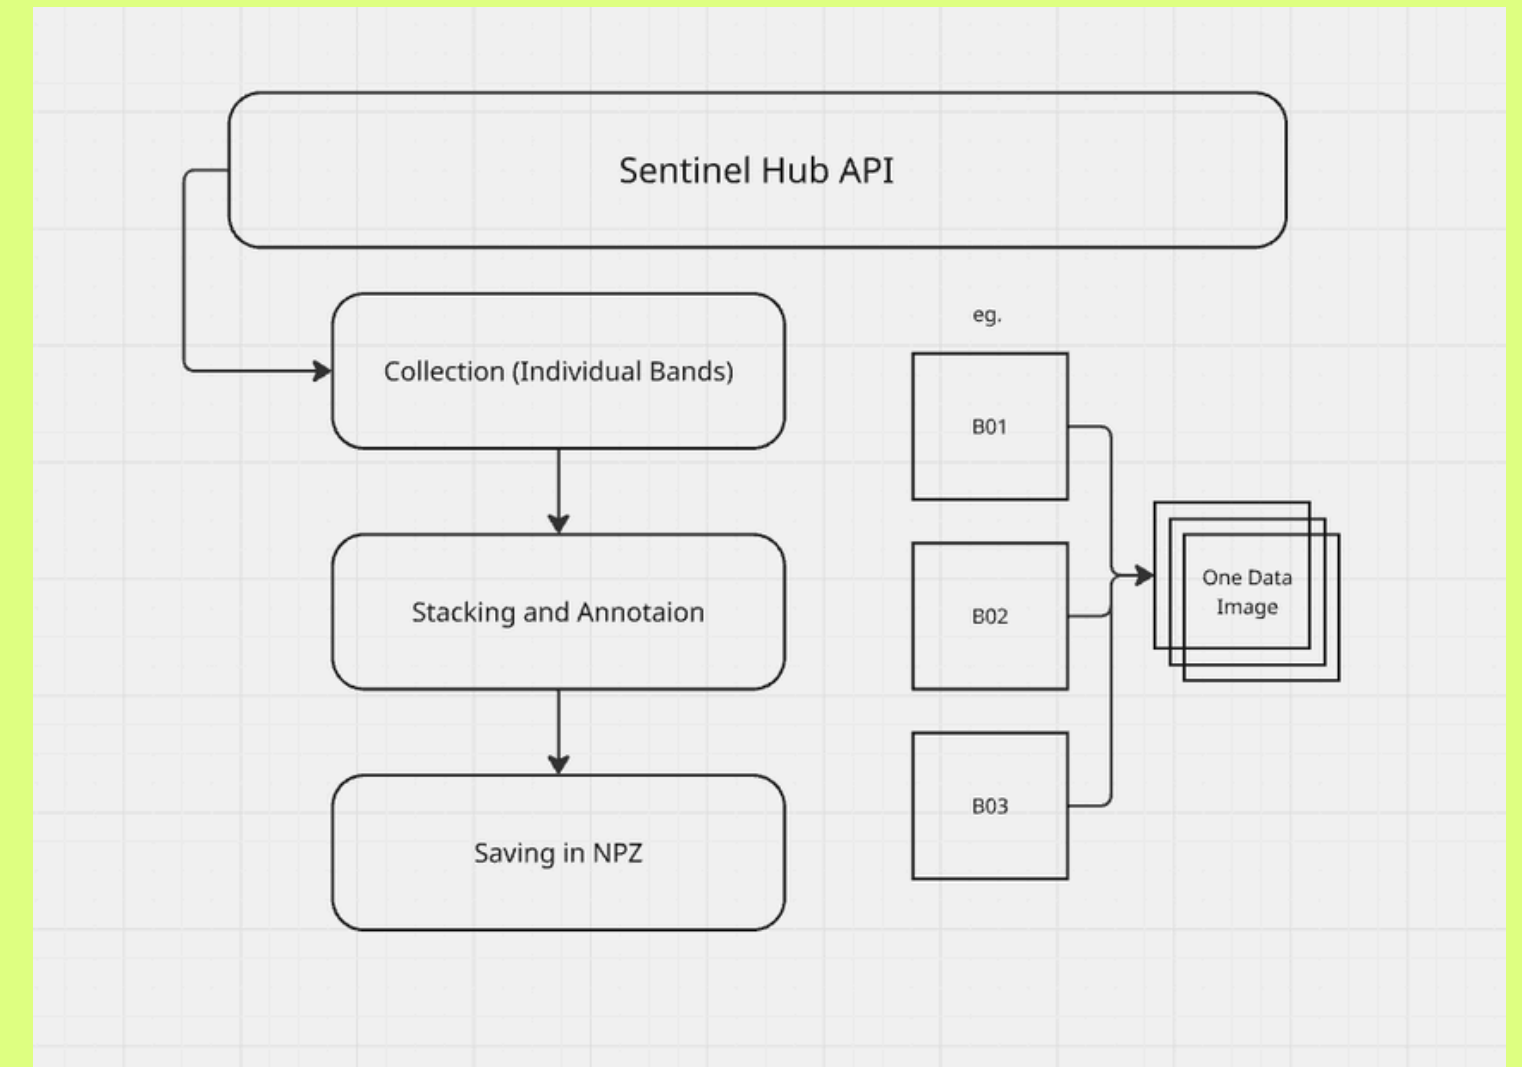 Sentinel Hub API
Collection (Individual Bands)
Stacking and Annotaion
Saving in NPZ
eg.
B01
B02
B03
One Data
Image